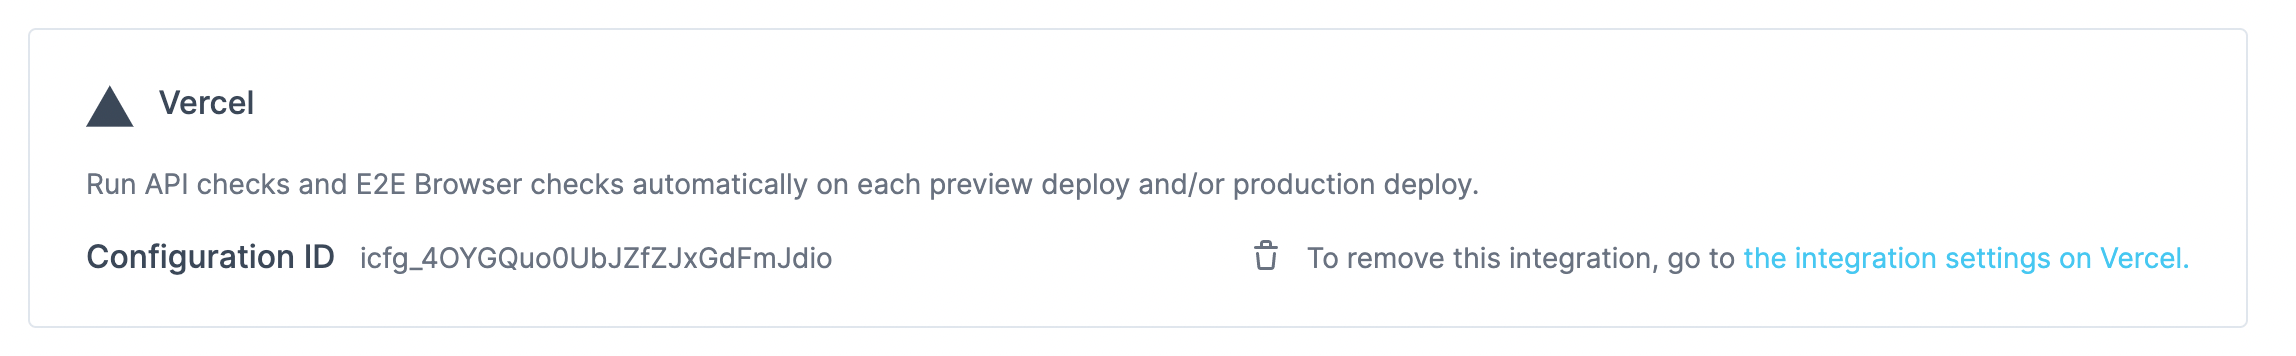 Vercel
Run API checks and E2E Browser checks automatically on each preview deploy and/or production deploy.
Configuration ID icfg_4OYGQuo0UbJZfZJxGdFmJdio To remove this integration, go to the integration settings on Vercel.